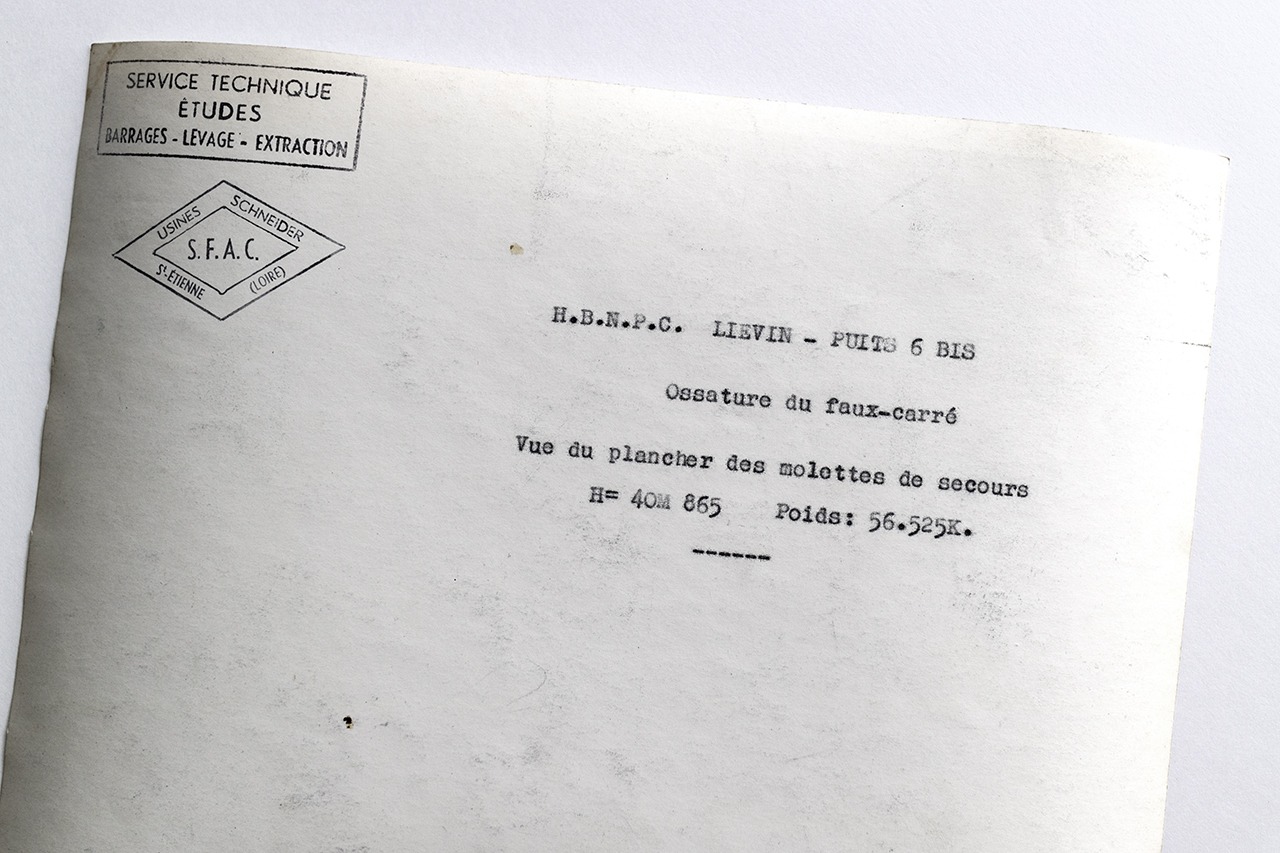 SERVICE TECHNIQUE
ÉTUDES
BARRAGES - LEVAGE - EXTRACTION
USINES SCHNEIDER
S.F.A.C.
St-ÉTIENNE (LOIRE)
H.B.N.P.C. LIEVIN - PUITS 6 BIS
Ossature du faux-carré
Vue du plancher des molettes de secours
H= 40M 865 Poids: 56.525K.
------